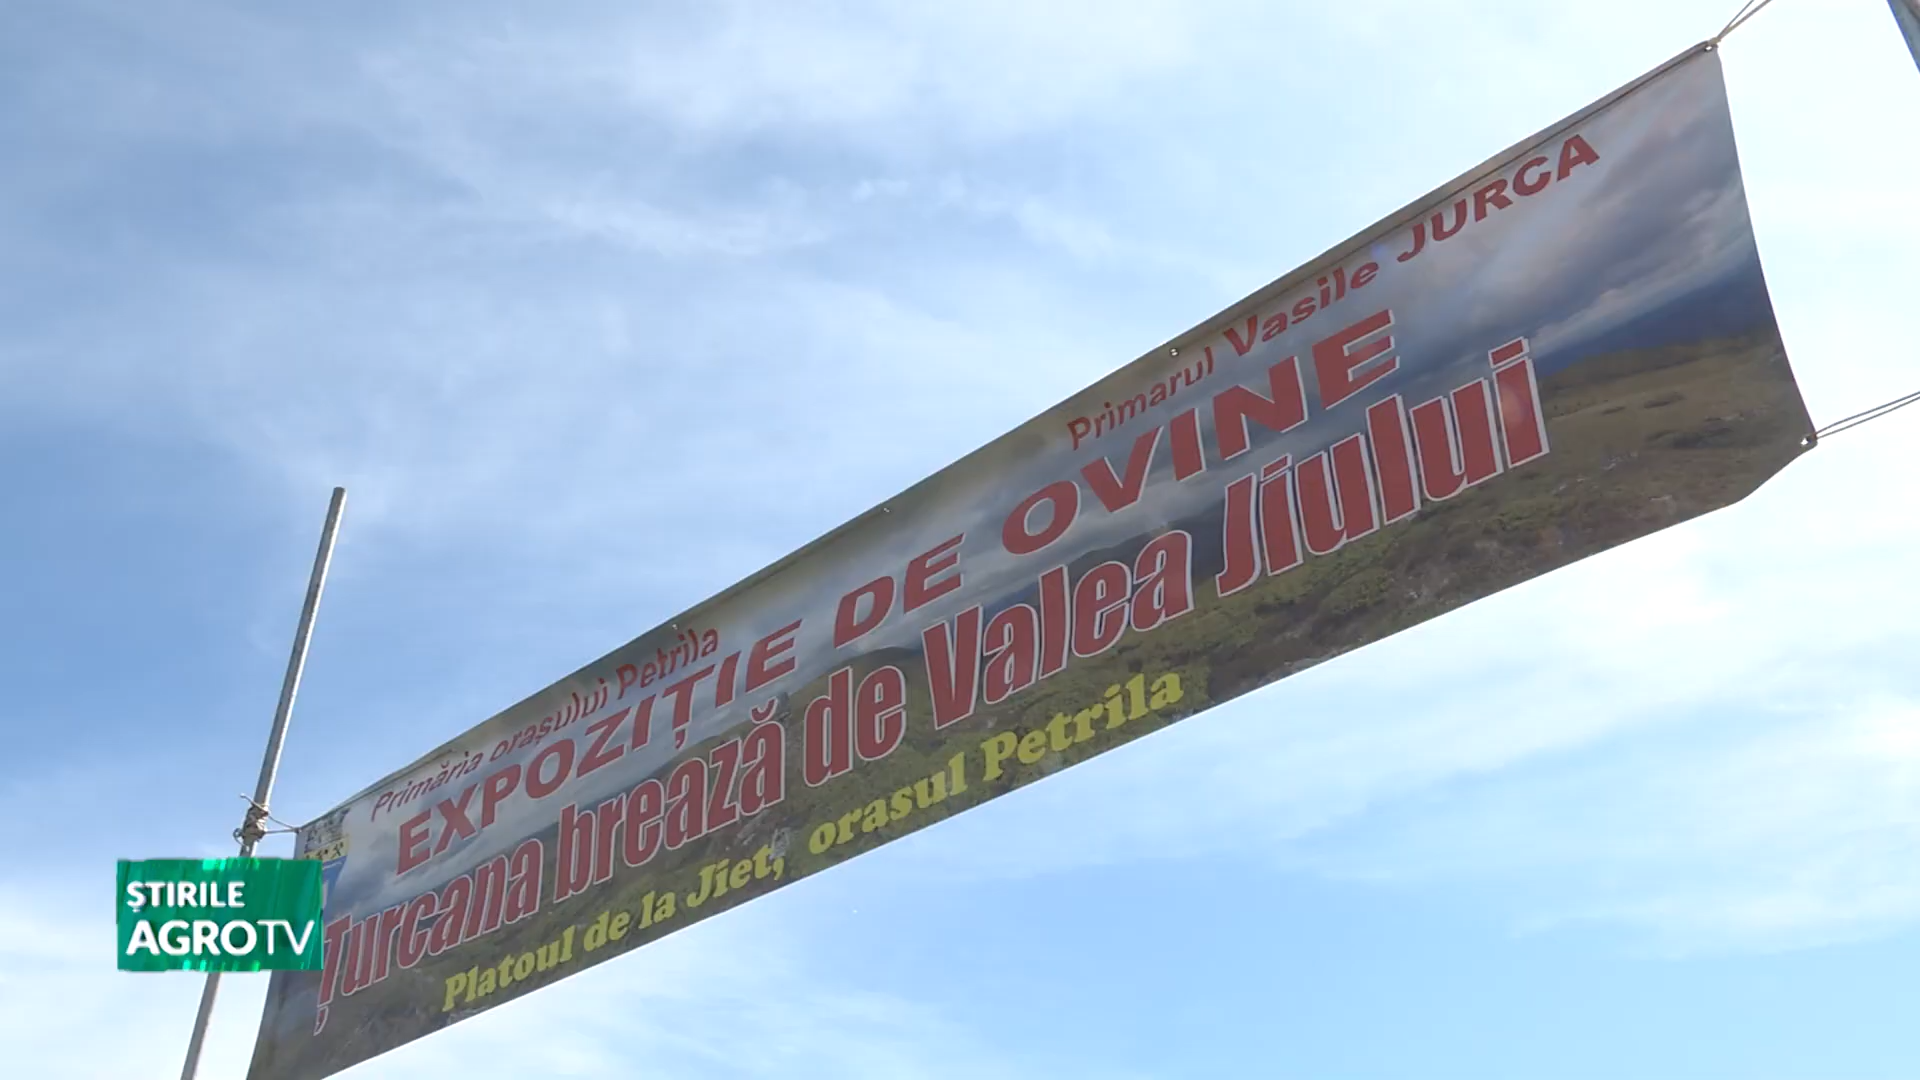 Primăria orașului Petrila Primarul Vasile JURCA
EXPOZIȚIE DE OVINE
Țurcana brează de Valea Jiului
Platoul de la Jiet, orasul Petrila
ȘTIRILE
AGROTV